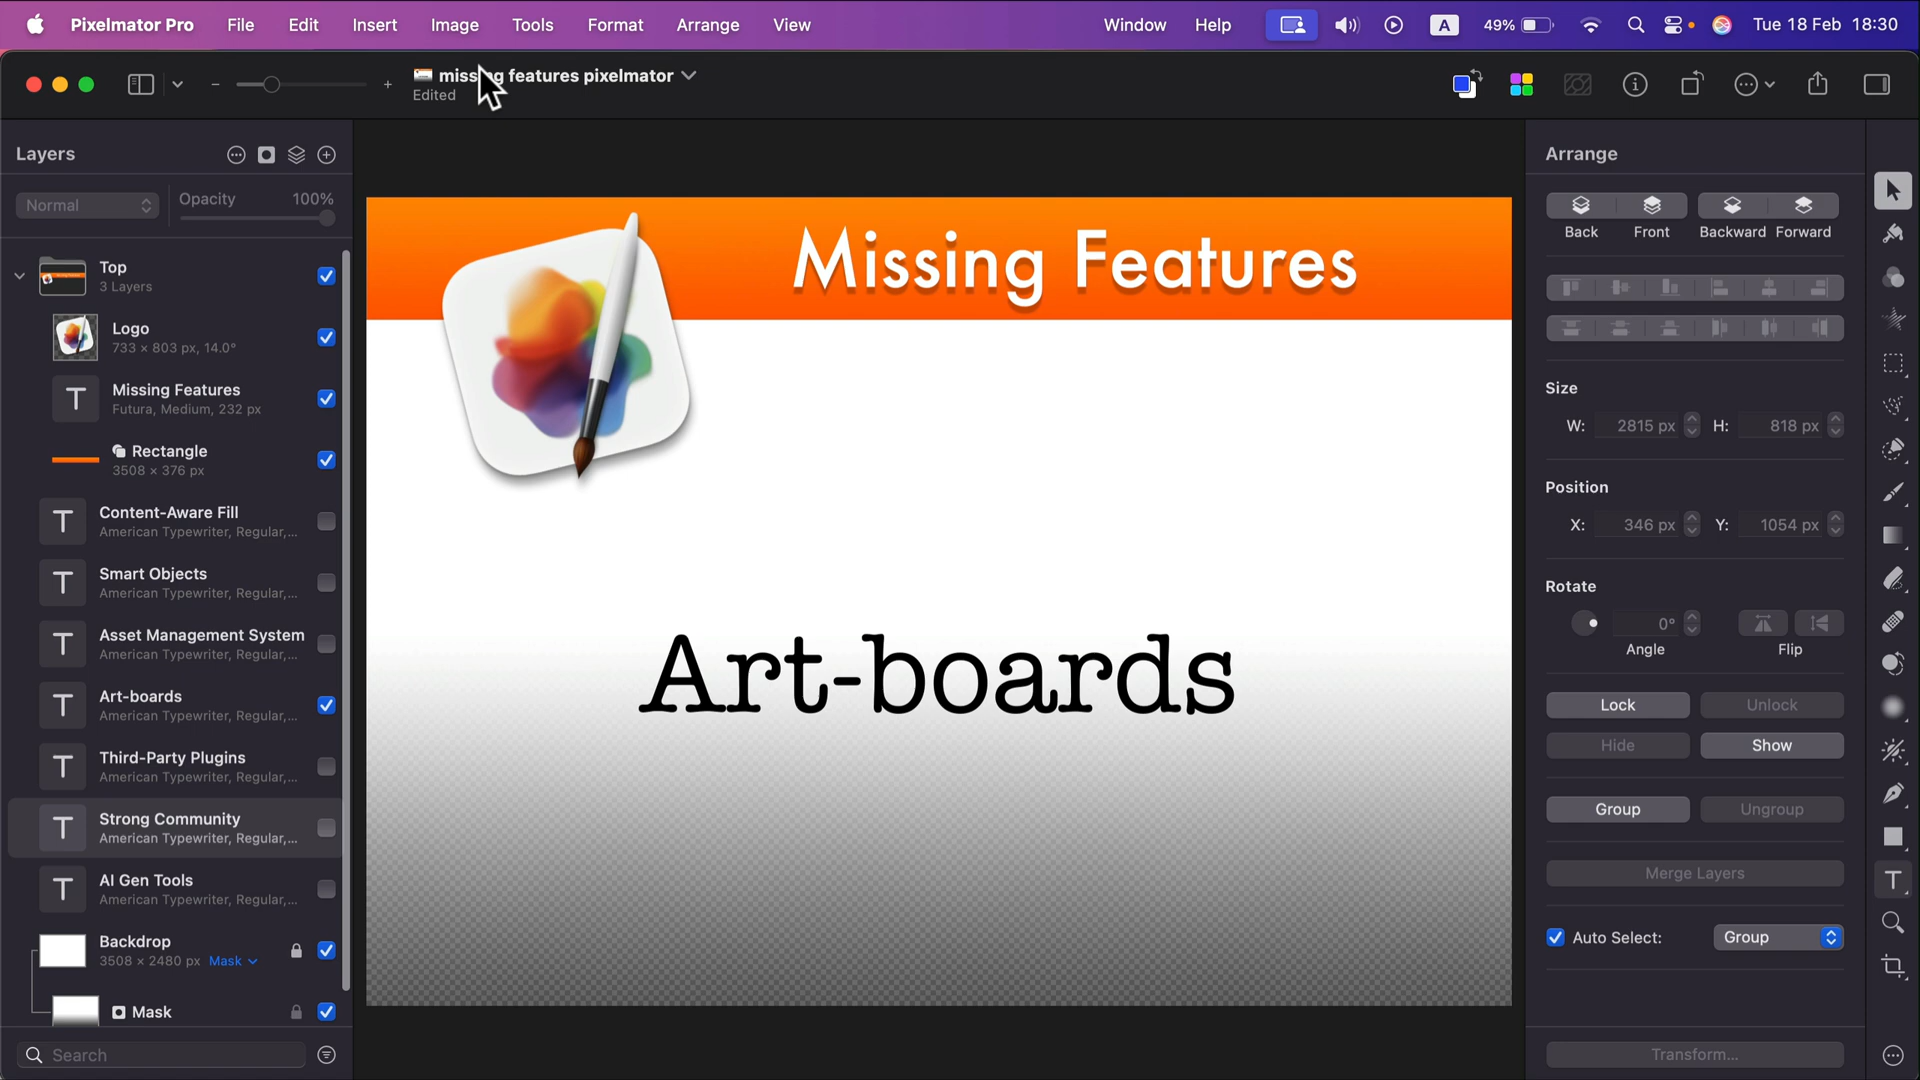 Pixelmator Pro File Edit Insert Image Tools Format Arrange View Window Help A 49% Tue 18 Feb 18:30
missing features pixelmator
Edited
Layers
Normal Opacity 100%
Top
3 Layers
Logo
733 × 803 px, 14.0°
T Missing Features
Futura, Medium, 232 px
Rectangle
3508 × 376 px
T Content-Aware Fill
American Typewriter, Regular,...
T Smart Objects
American Typewriter, Regular,...
T Asset Management System
American Typewriter, Regular,...
T Art-boards
American Typewriter, Regular,...
T Third-Party Plugins
American Typewriter, Regular,...
T Strong Community
American Typewriter, Regular,...
T AI Gen Tools
American Typewriter, Regular,...
Backdrop
3508 × 2480 px Mask
Mask
Search
Missing Features
Art-boards
Arrange
Back Front Backward Forward
Size
W: 2815 px H: 818 px
Position
X: 346 px Y: 1054 px
Rotate
0°
Angle Flip
Lock Unlock
Hide Show
Group Ungroup
Merge Layers
Auto Select: Group
Transform...
T